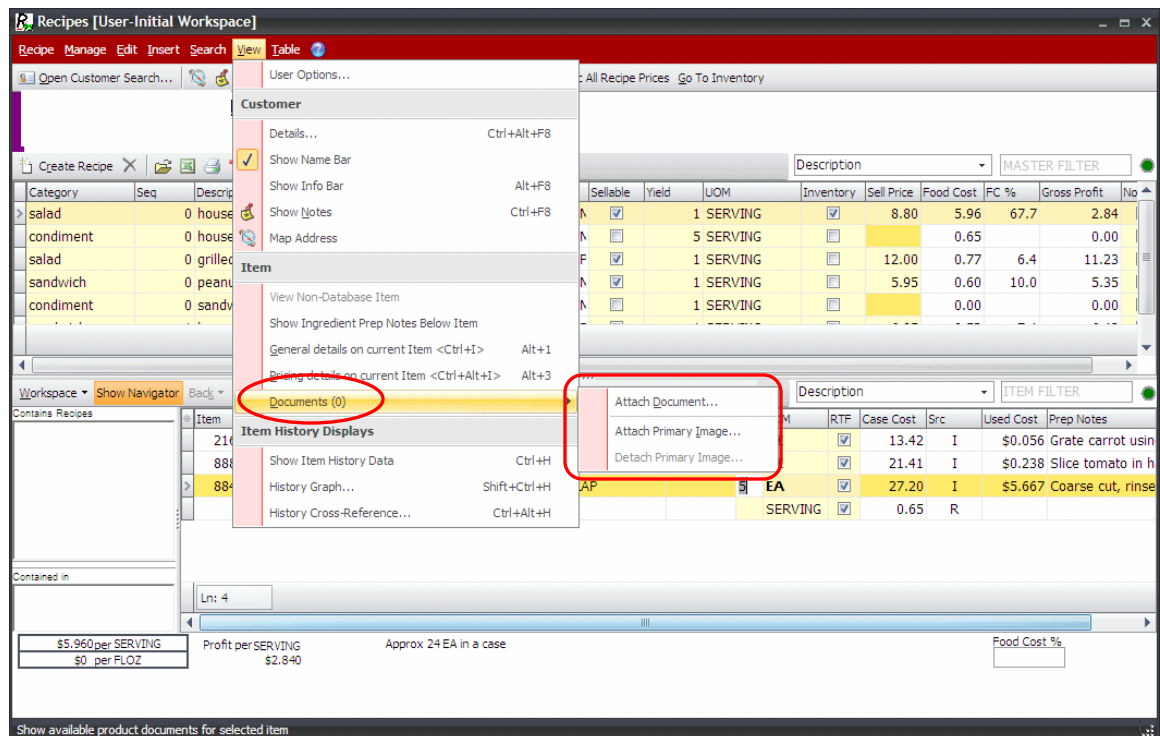 Recipes [User-Initial Workspace]
Recipe Manage Edit Insert Search View Table
Open Customer Search... All Recipe Prices Go To Inventory
User Options...
Customer
Details... Ctrl+Alt+F8
Show Name Bar
Show Info Bar Alt+F8
Show Notes Ctrl+F8
Map Address
Item
View Non-Database Item
Show Ingredient Prep Notes Below Item
General details on current Item <Ctrl+I> Alt+1
Pricing details on current Item <Ctrl+Alt+I> Alt+3
Documents (0)
Item History Displays
Show Item History Data Ctrl+H
History Graph... Shift+Ctrl+H
History Cross-Reference... Ctrl+Alt+H
Attach Document...
Attach Primary Image...
Detach Primary Image...
Create Recipe Description MASTER FILTER
Category Seq Descrip Sellable Yield UOM Inventory Sell Price Food Cost FC % Gross Profit No
salad 0 house N 1 SERVING 8.80 5.96 67.7 2.84
condiment 0 house N 5 SERVING 0.65 0.00
salad 0 grilled F 1 SERVING 12.00 0.77 6.4 11.23
sandwich 0 peanu N 1 SERVING 5.95 0.60 10.0 5.35
condiment 0 sandv N 1 SERVING 0.00 0.00
Workspace Show Navigator Back Description ITEM FILTER
Contains Recipes
Item M RTF Case Cost Src Used Cost Prep Notes
216 13.42 I $0.056 Grate carrot usin
888 21.41 I $0.238 Slice tomato in h
884 LAP 5 EA 27.20 I $5.667 Coarse cut, rinse
SERVING 0.65 R
Contained in
Ln: 4
$5.960 per SERVING
$0 per FLOZ
Profit per SERVING
$2.840
Approx 24 EA in a case
Food Cost %
Show available product documents for selected item